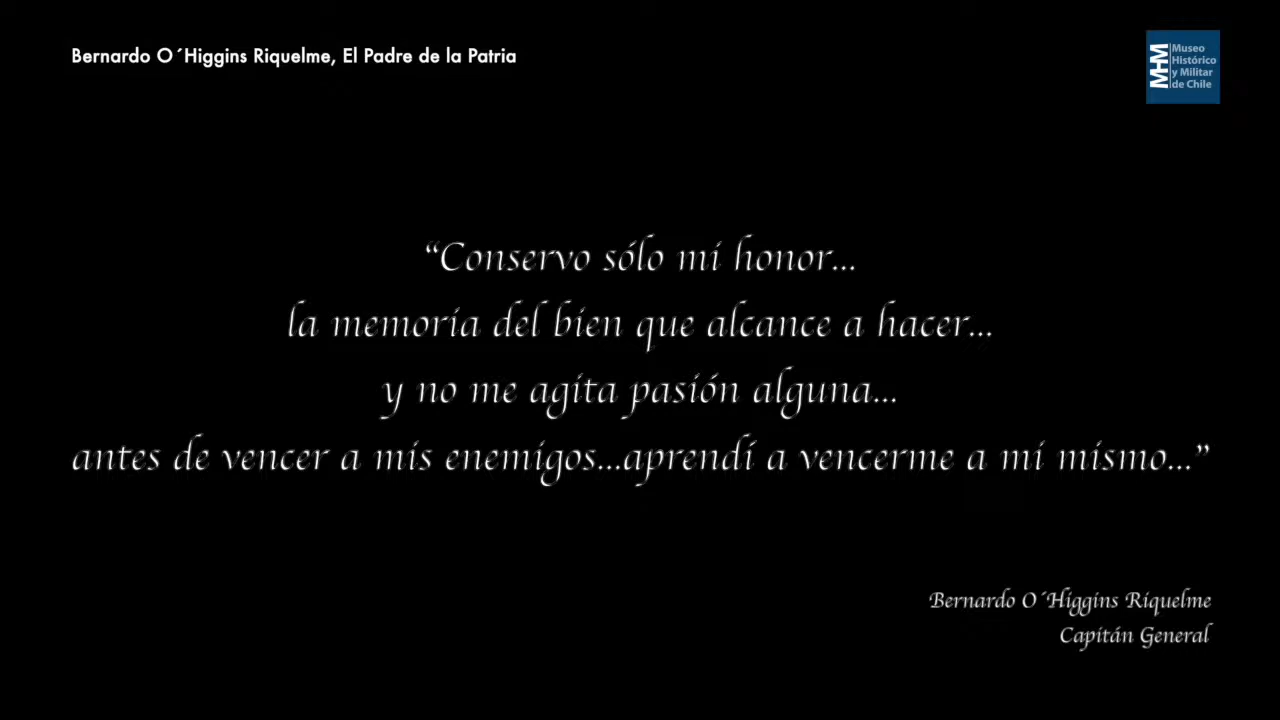 Bernardo O´Higgins Riquelme, El Padre de la Patria
MHM
Museo
Histórico
y Militar
de Chile
“Conservo sólo mi honor...
la memoria del bien que alcance a hacer...
y no me agita pasión alguna...
antes de vencer a mis enemigos...aprendí a vencerme a mi mismo...”
Bernardo O´Higgins Riquelme
Capitán General